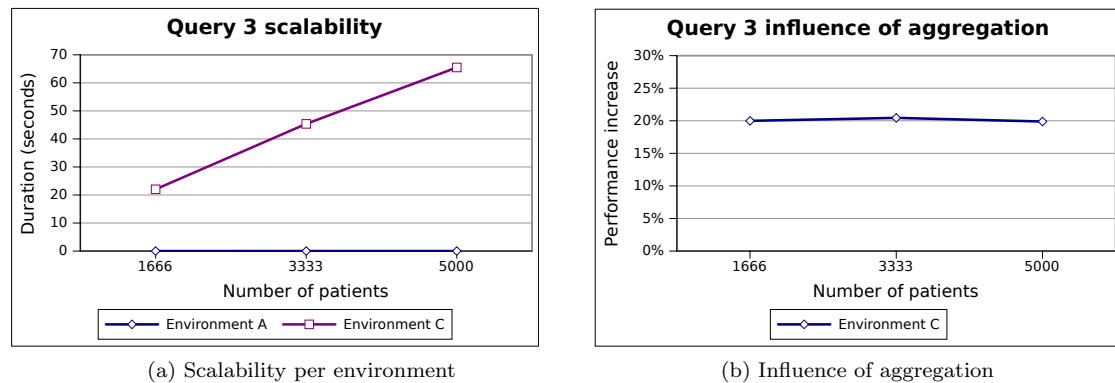 Query 3 scalability
70
60
50
40
30
20
10
0
Duration (seconds)
1666
3333
5000
Number of patients
Environment A
Environment C
(a) Scalability per environment
Query 3 influence of aggregation
30%
25%
20%
15%
10%
5%
0%
Performance increase
1666
3333
5000
Number of patients
Environment C
(b) Influence of aggregation